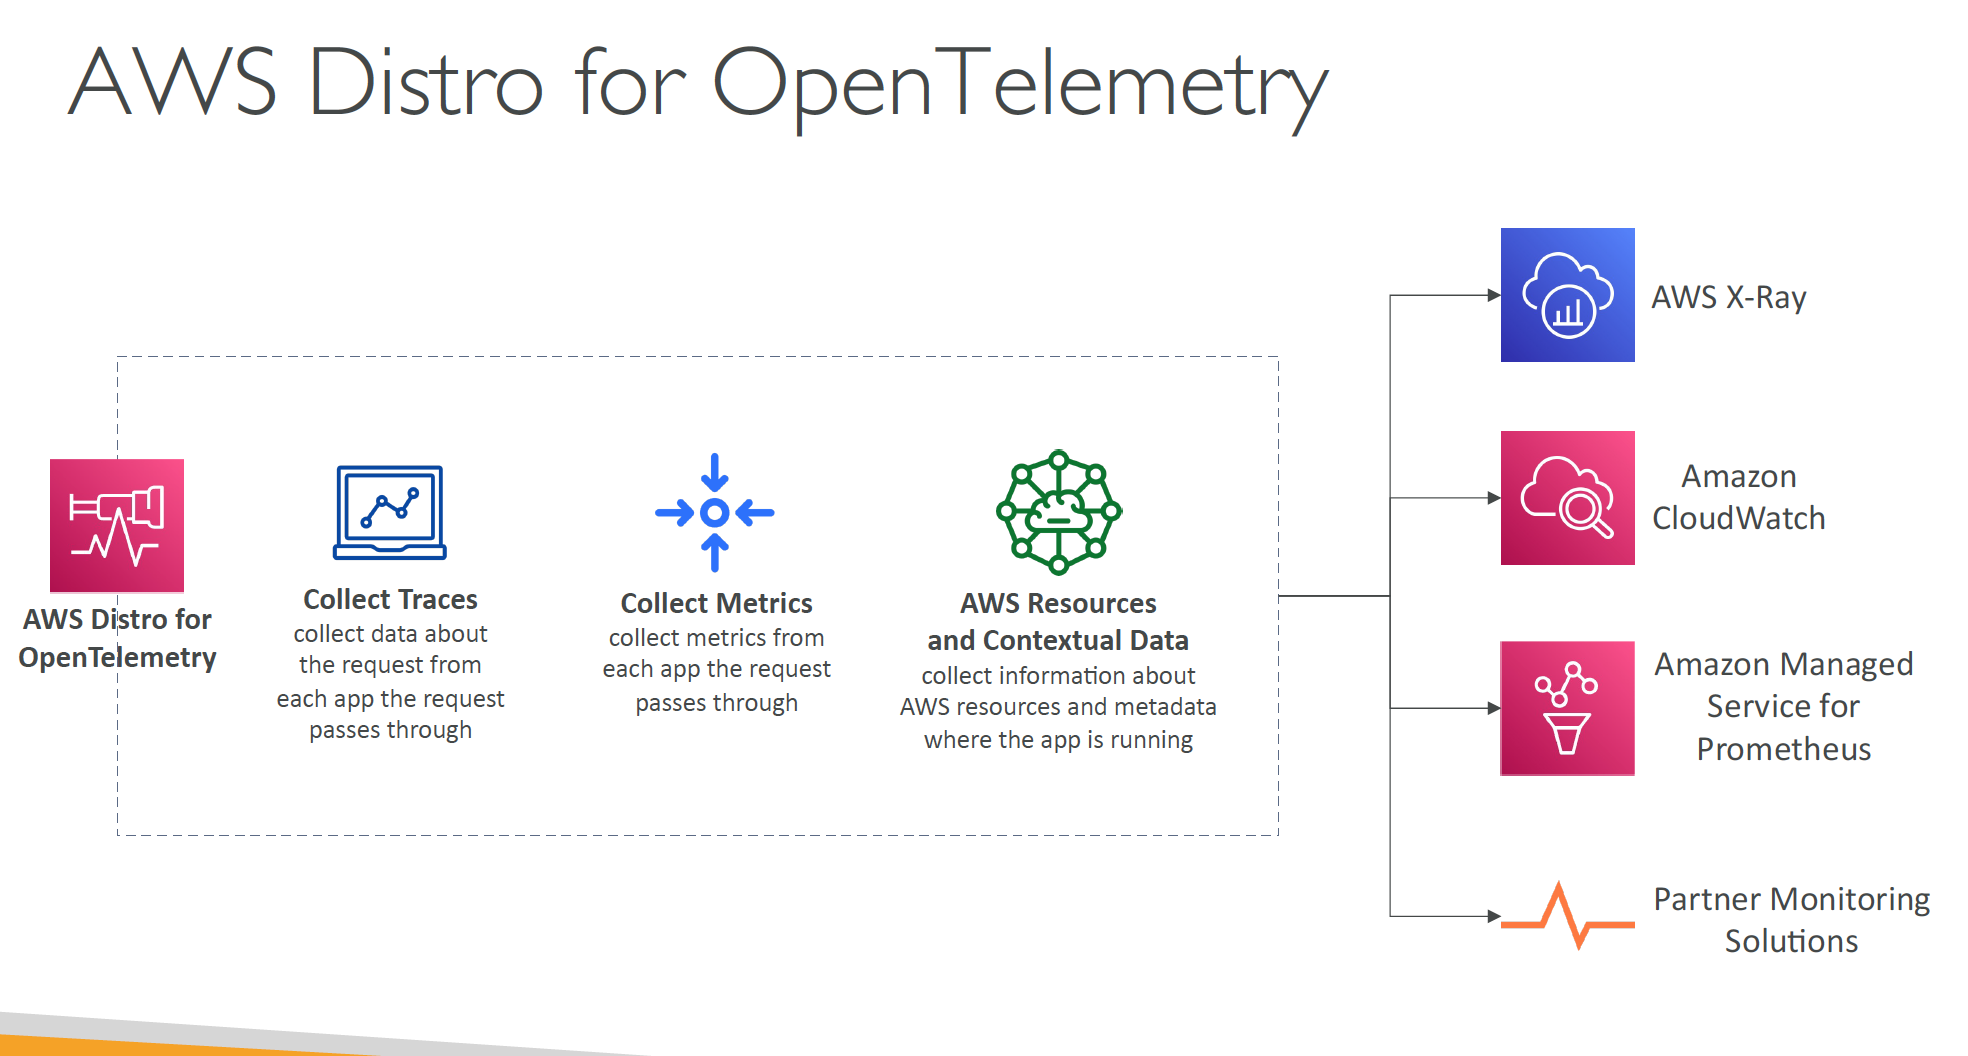 AWS Distro for OpenTelemetry
AWS Distro for
OpenTelemetry
Collect Traces
collect data about
the request from
each app the request
passes through
Collect Metrics
collect metrics from
each app the request
passes through
AWS Resources
and Contextual Data
collect information about
AWS resources and metadata
where the app is running
AWS X-Ray
Amazon
CloudWatch
Amazon Managed
Service for
Prometheus
Partner Monitoring
Solutions